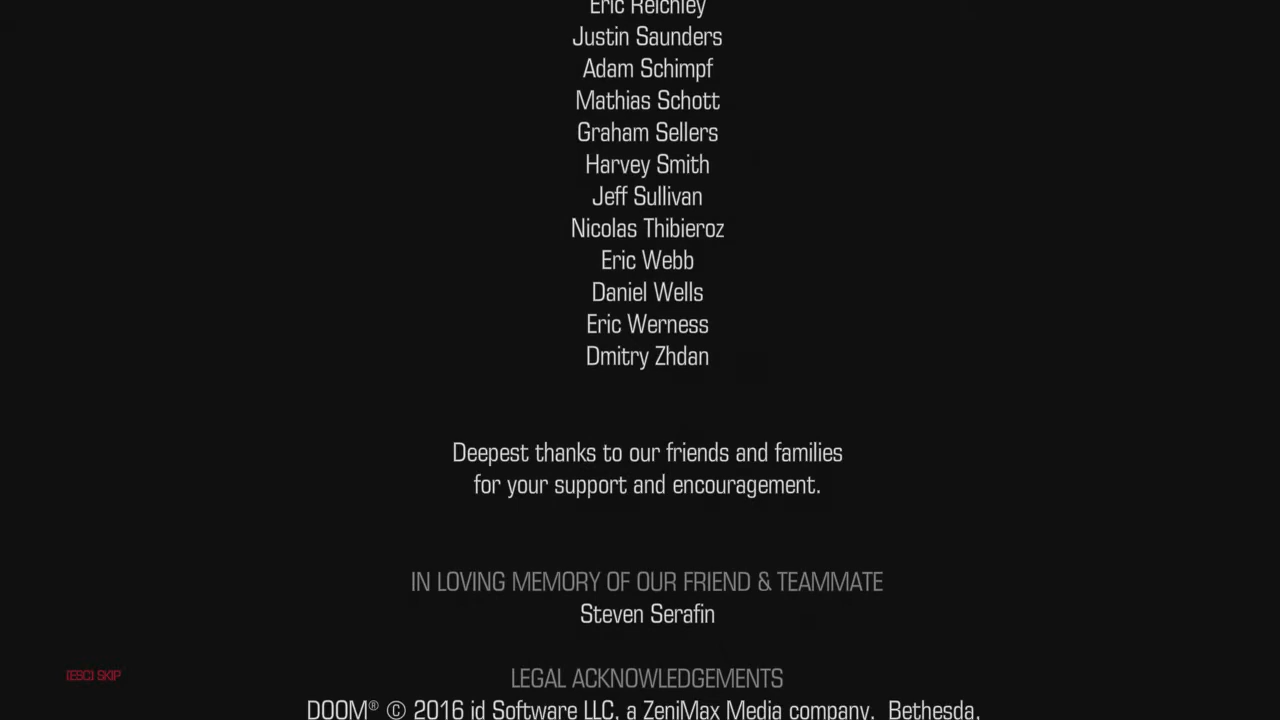 Eric Reichley
Justin Saunders
Adam Schimpf
Mathias Schott
Graham Sellers
Harvey Smith
Jeff Sullivan
Nicolas Thibieroz
Eric Webb
Daniel Wells
Eric Werness
Dmitry Zhdan
Deepest thanks to our friends and families
for your support and encouragement.
IN LOVING MEMORY OF OUR FRIEND & TEAMMATE
Steven Serafin
[ESC] SKIP
LEGAL ACKNOWLEDGEMENTS
DOOM® © 2016 id Software LLC, a ZeniMax Media company. Bethesda,